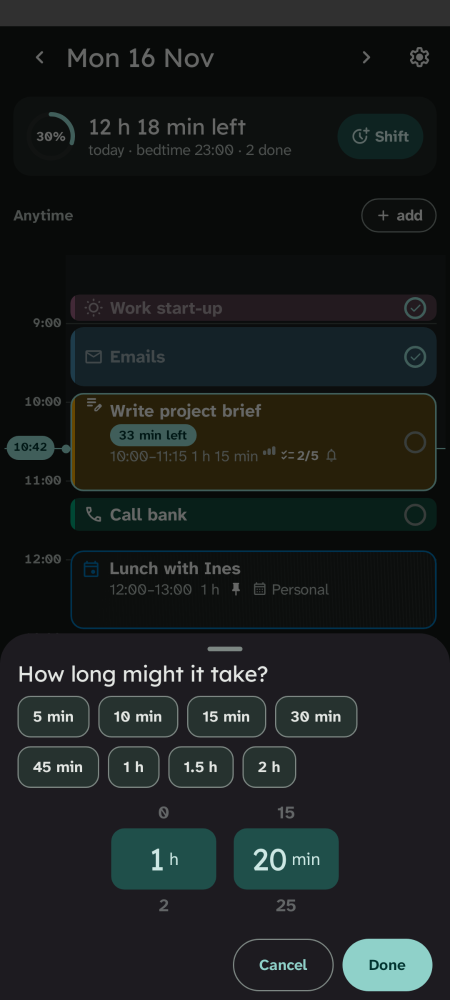 Mon 16 Nov
30%
12 h 18 min left
today · bedtime 23:00 · 2 done
Shift
Anytime
+ add
Work start-up
9:00
Emails
10:00
Write project brief
33 min left
10:42
10:00–11:15 1 h 15 min 2/5
11:00
Call bank
12:00
Lunch with Ines
12:00–13:00 1 h Personal
How long might it take?
5 min 10 min 15 min 30 min
45 min 1 h 1.5 h 2 h
0 15
1 h 20 min
2 25
Cancel Done